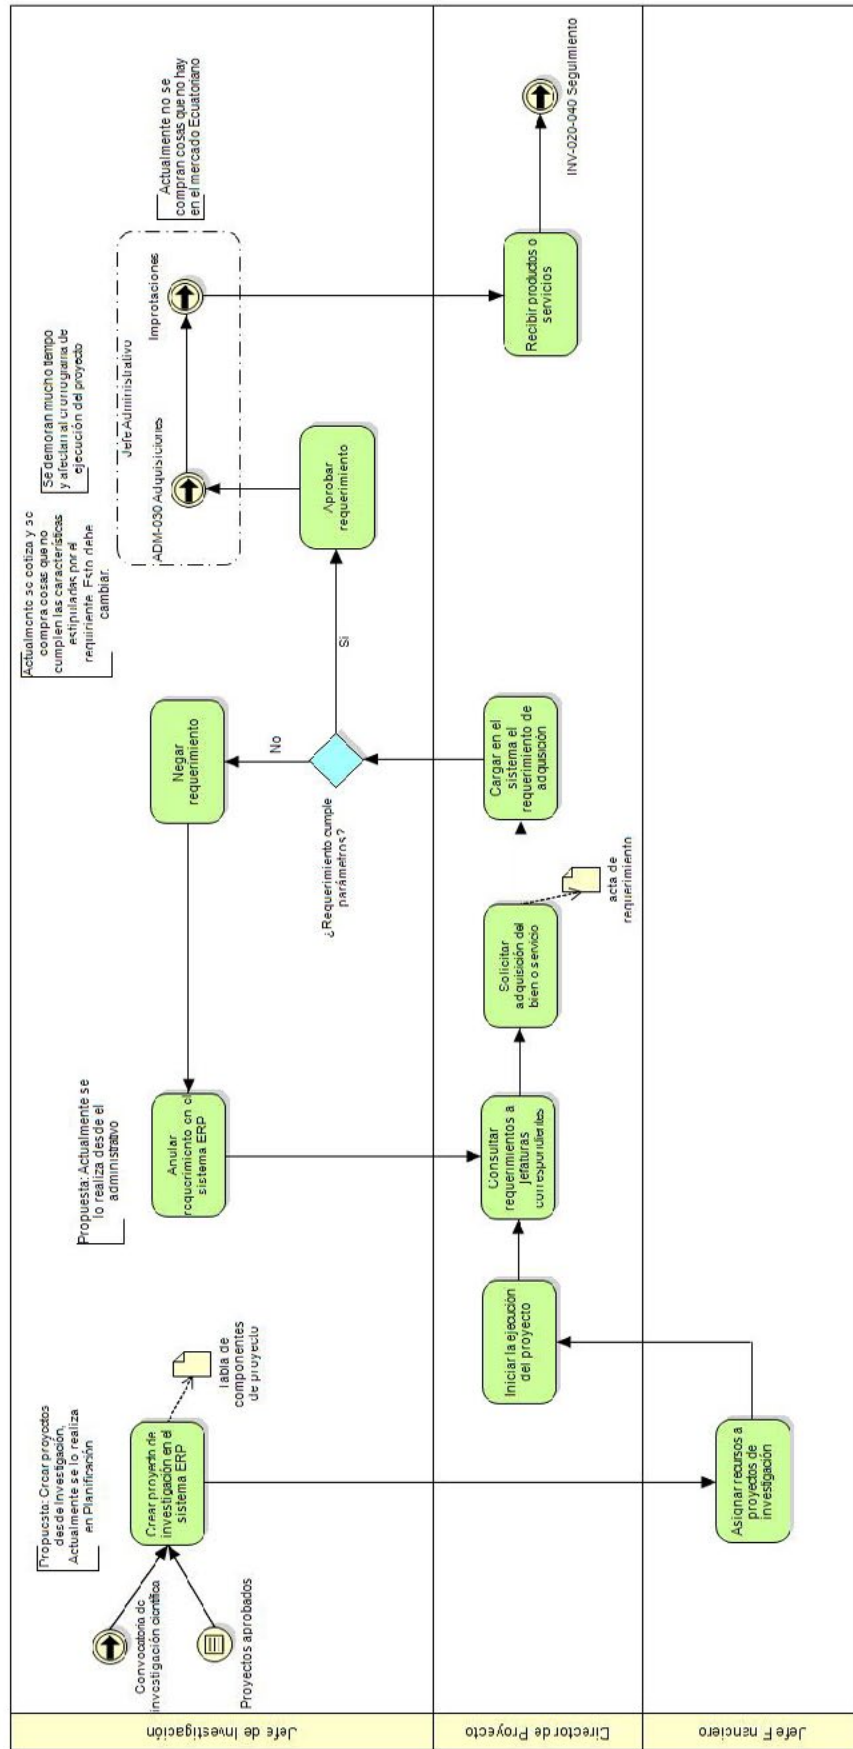 Jefe de Investigación
Director de Proyecto
Jefe Financiero
Convocatoria de
investigación científica
Proyectos aprobados
Propuesta: Crear proyectos
desde Investigación,
Actualmente se lo realiza
en Planificación
Crear proyecto de
investigación en el
sistema ERP
Tabla de
componentes
de proyecto
Asignar recursos a
proyectos de
investigación
Iniciar la ejecución
del proyecto
Propuesta: Actualmente se
lo realiza desde el
administrativo
Anular
requerimiento en el
sistema ERP
Consultar
requerimientos a
jefaturas
correspondientes
Solicitar
adquisición del
bien o servicio
acta de
requerimiento
Cargar en el
sistema el
requerimiento de
adquisición
¿Requerimiento cumple
parámetros?
No
Negar
requerimiento
Si
Aprobar
requerimiento
Actualmente se cotiza y se
compra cosas que no
cumplen las características
estipuladas por el
requiriente. Esto debe
cambiar.
Se demoran mucho tiempo
y afectan al cronograma de
ejecución del proyecto
Jefe Administrativo
ADM-030 Adquisiciones
Improtaciones
Actualmente no se
compran cosas que no hay
en el mercado Ecuatoriano
Recibir productos o
servicios
INV-020-040 Seguimiento